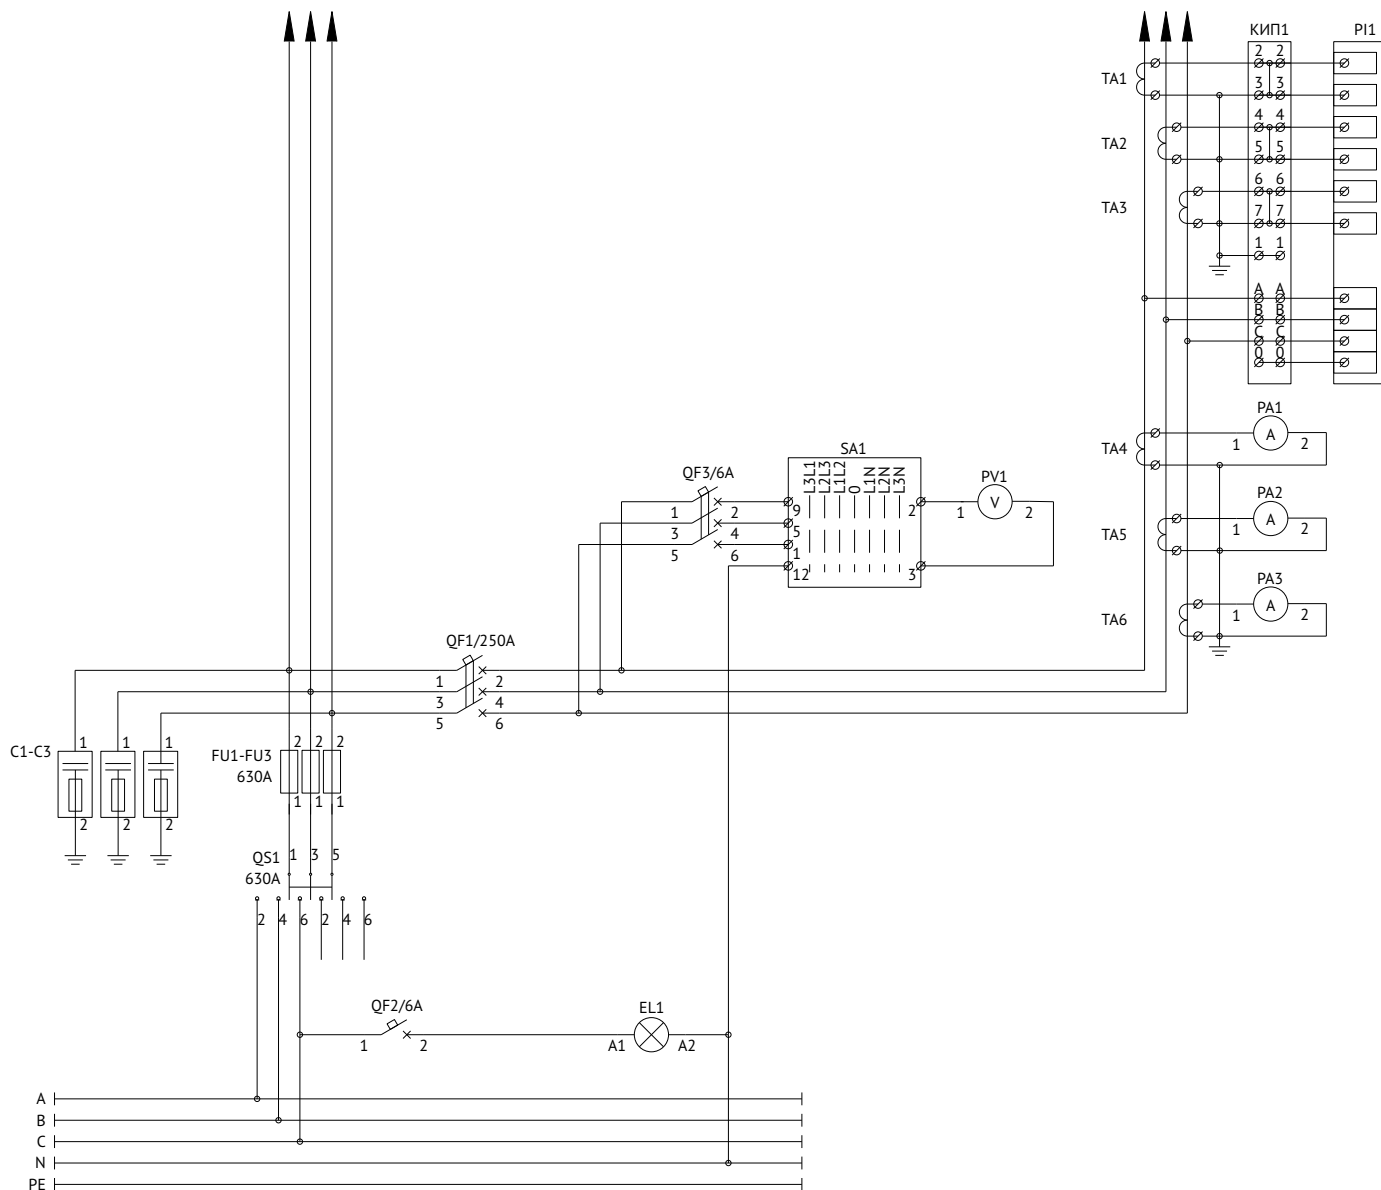 КИП1
PI1
2 2
3 3
4 4
5 5
6 6
7 7
1 1
A A
B B
C C
0 0
TA1
TA2
TA3
PA1
A
1 2
TA4
PA2
A
1 2
TA5
PA3
A
1 2
TA6
SA1
L3L1
L2L3
L1L2
0
L1N
L2N
L3N
9
5
1
12
2
3
QF3/6A
1 2
3 4
5 6
PV1
V
1 2
QF1/250A
1 2
3 4
5 6
C1-C3
1 1 1
2 2 2
FU1-FU3
630A
2 2 2
1 1 1
QS1
630A
1 3 5
2 4 6 2 4 6
QF2/6A
1 2
EL1
A1 A2
A
B
C
N
PE